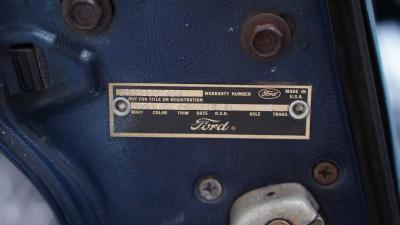 WARRANTY NUMBER Ford MADE IN
NOT FOR TITLE OR REGISTRATION U.S.A.
BODY COLOR TRIM DATE D.S.O. AXLE TRANS.
Ford